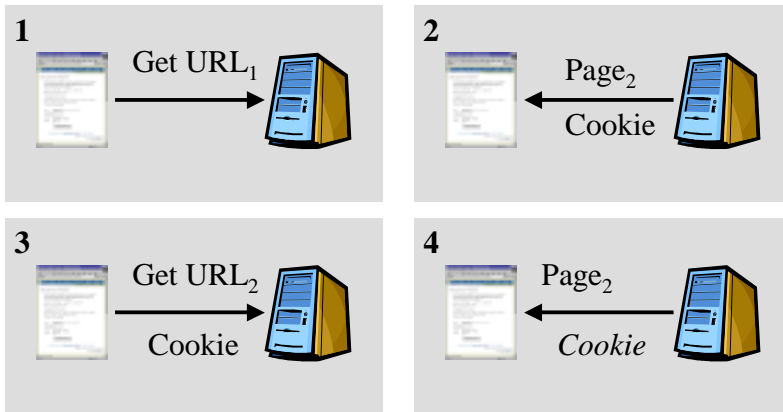 1
Get URL₁
2
Page₂
Cookie
3
Get URL₂
Cookie
4
Page₂
Cookie